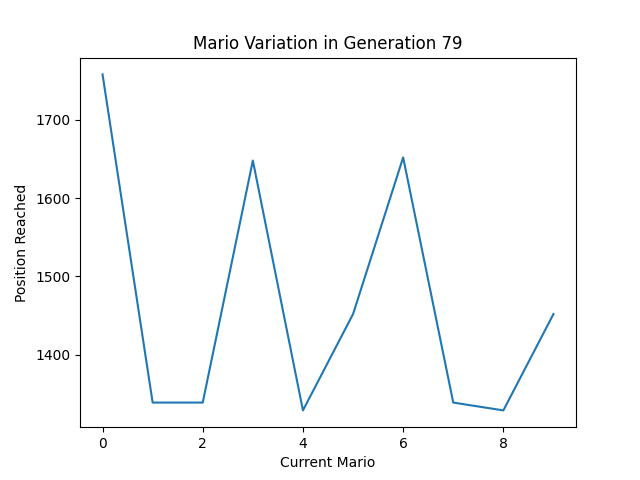 Mario Variation in Generation 79
1700
1600
1500
1400
Position Reached
0 2 4 6 8
Current Mario